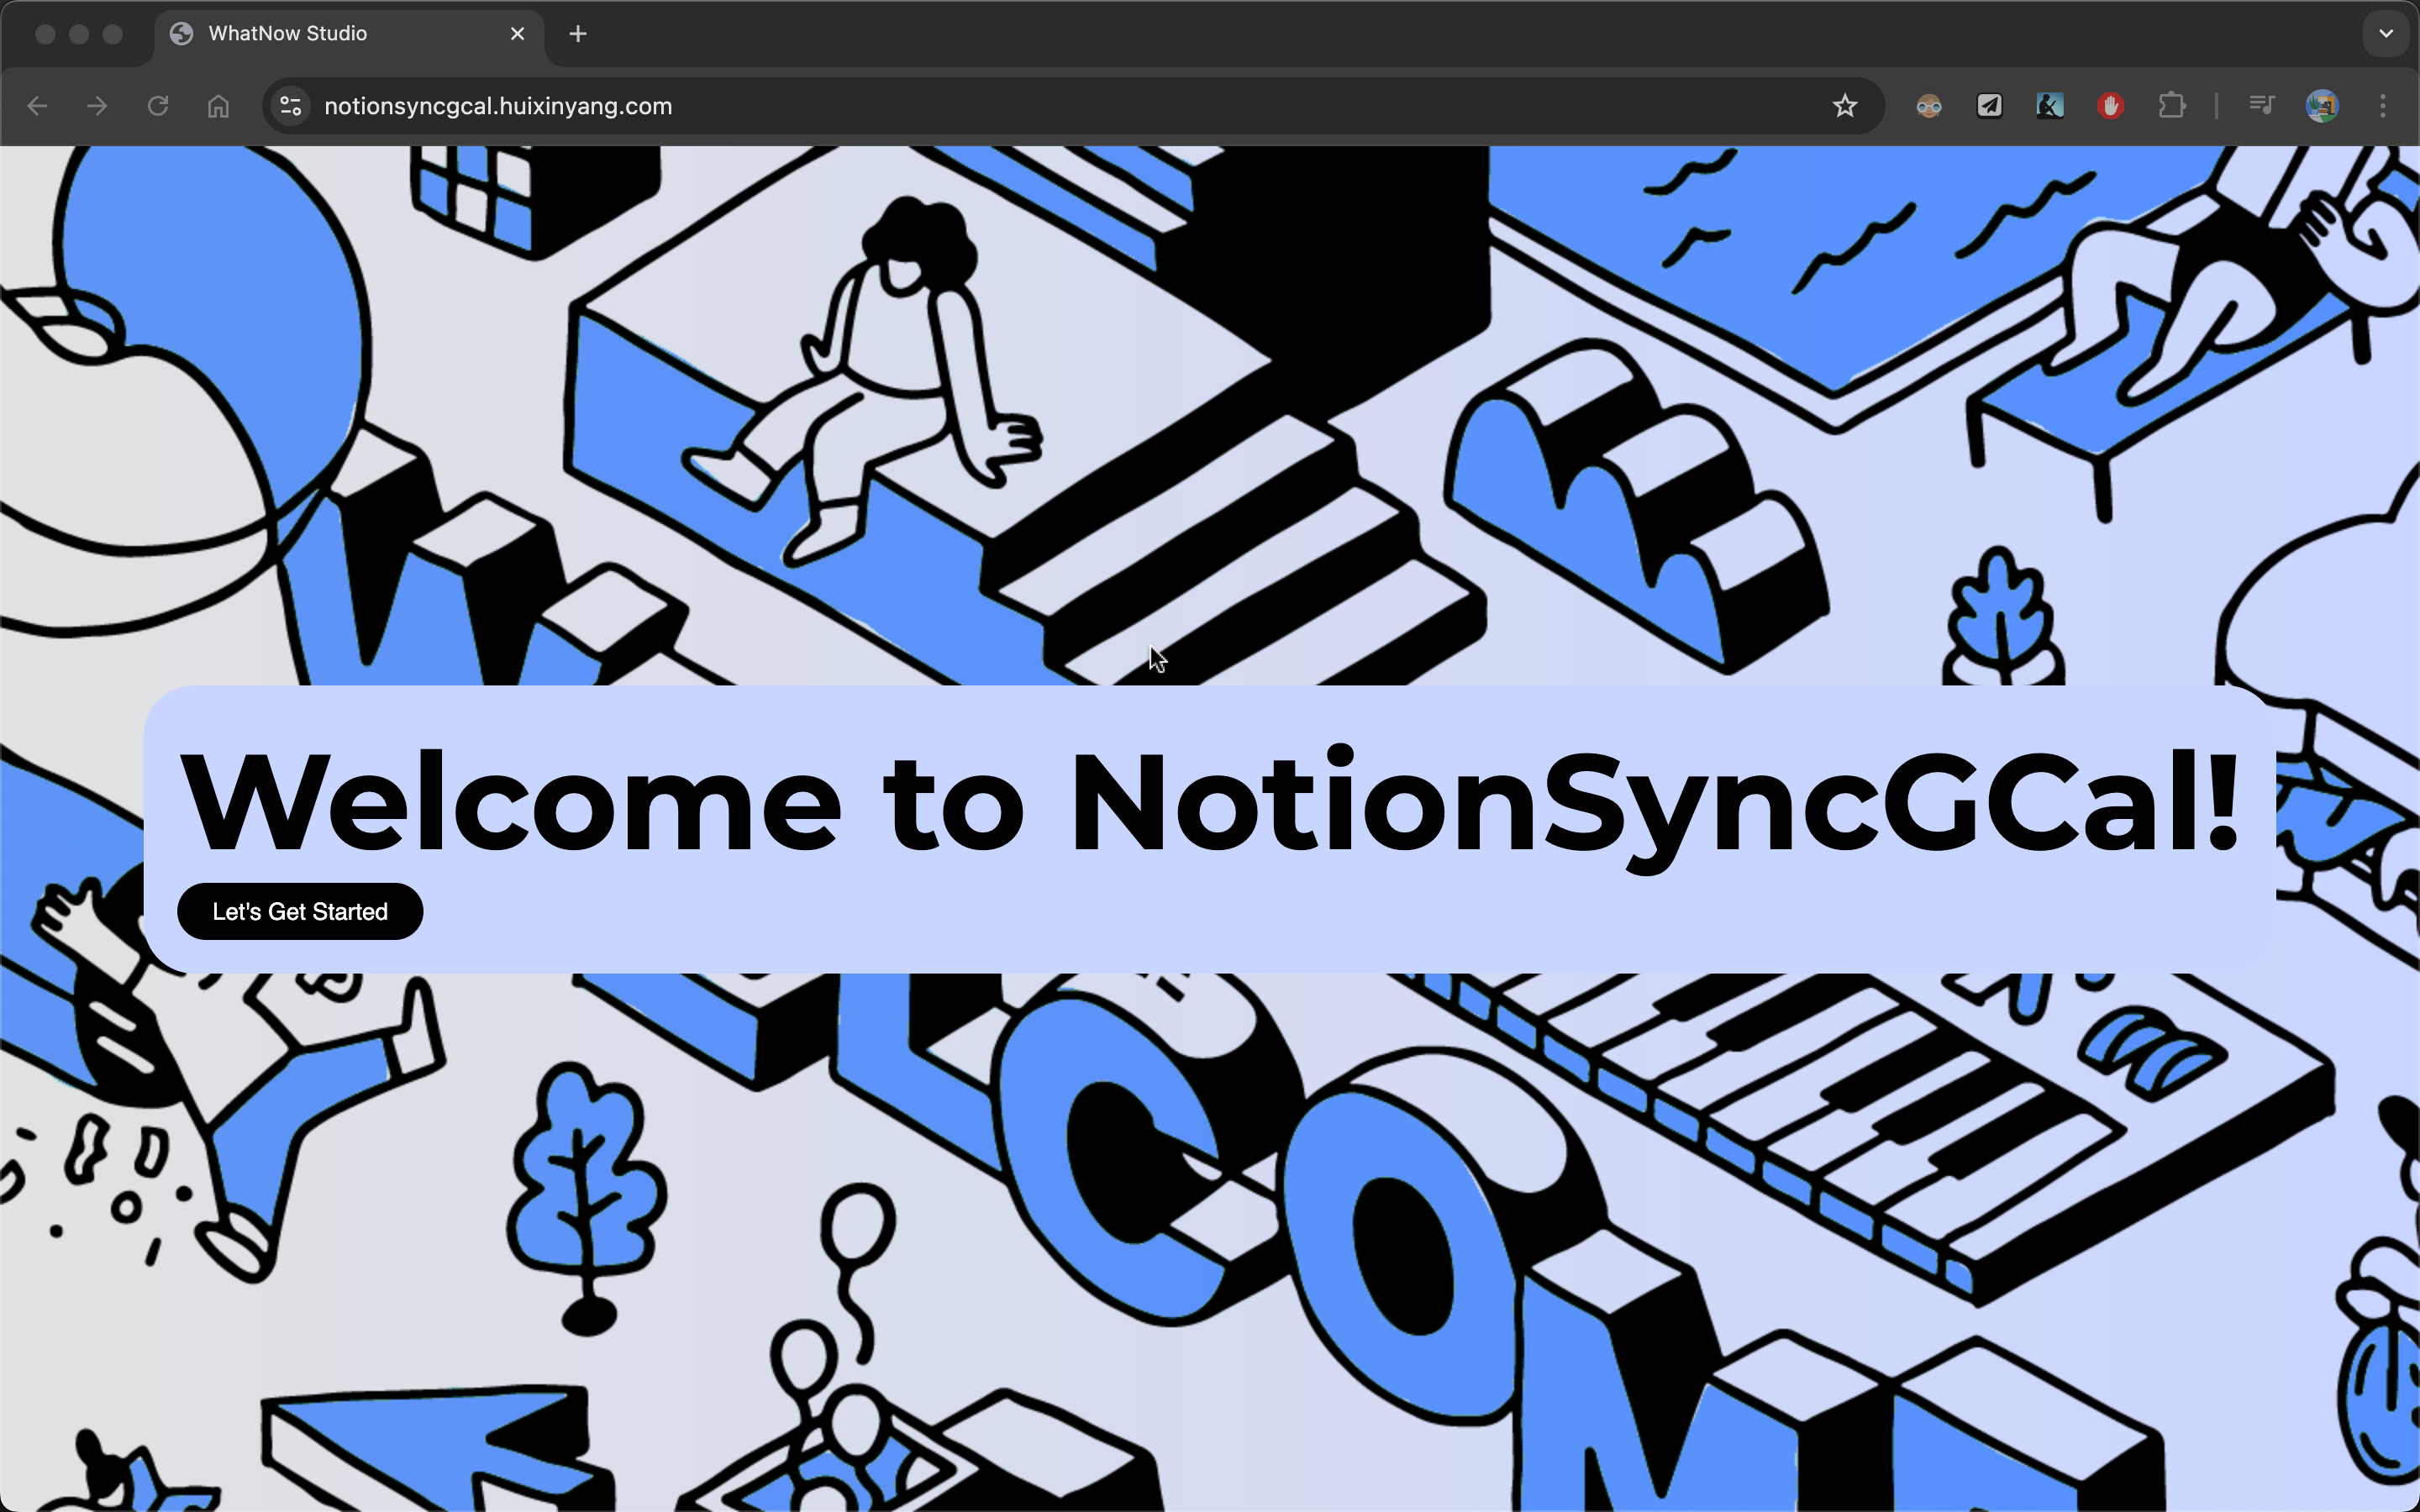 WhatNow Studio
notionsyncgcal.huixinyang.com
Welcome to NotionSyncGCal!
Let's Get Started